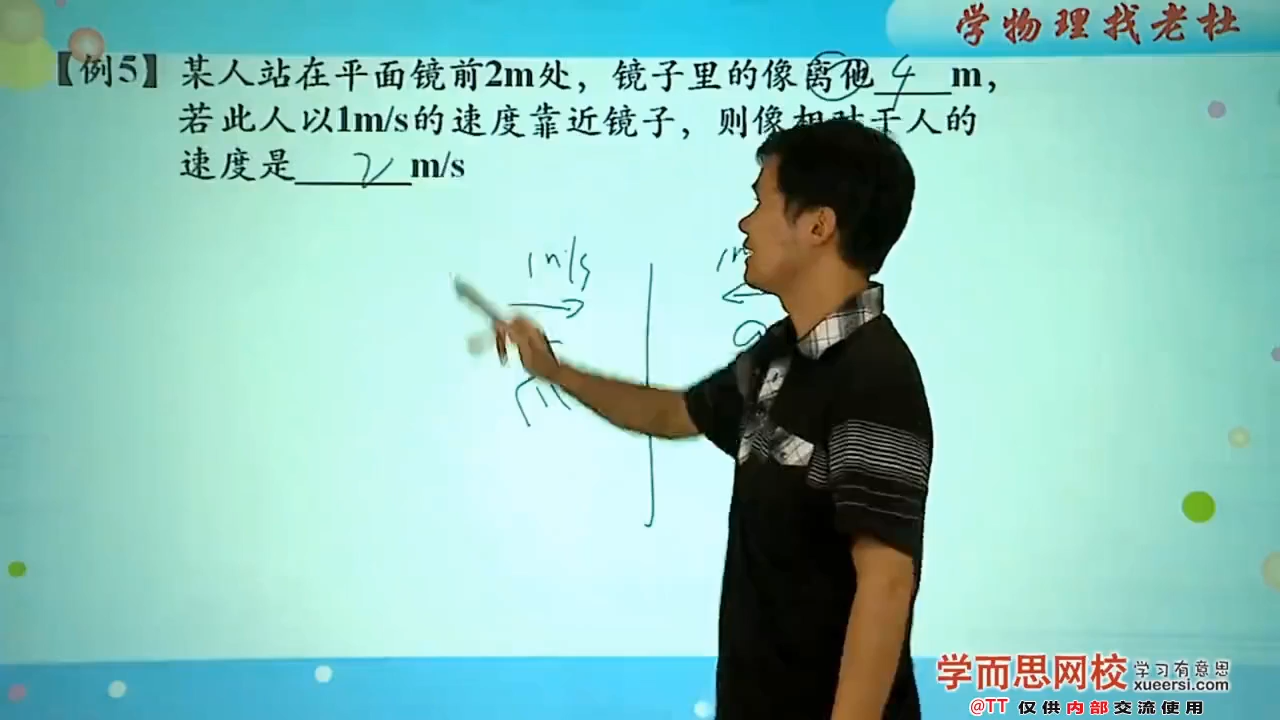 学物理找老杜
【例5】某人站在平面镜前2m处，镜子里的像离他 4 m，
若此人以1m/s的速度靠近镜子，则像相对于人的
速度是 2 m/s
1m/s
学而思网校 学习有意思
xueersi.com
@TT 仅供内部交流使用